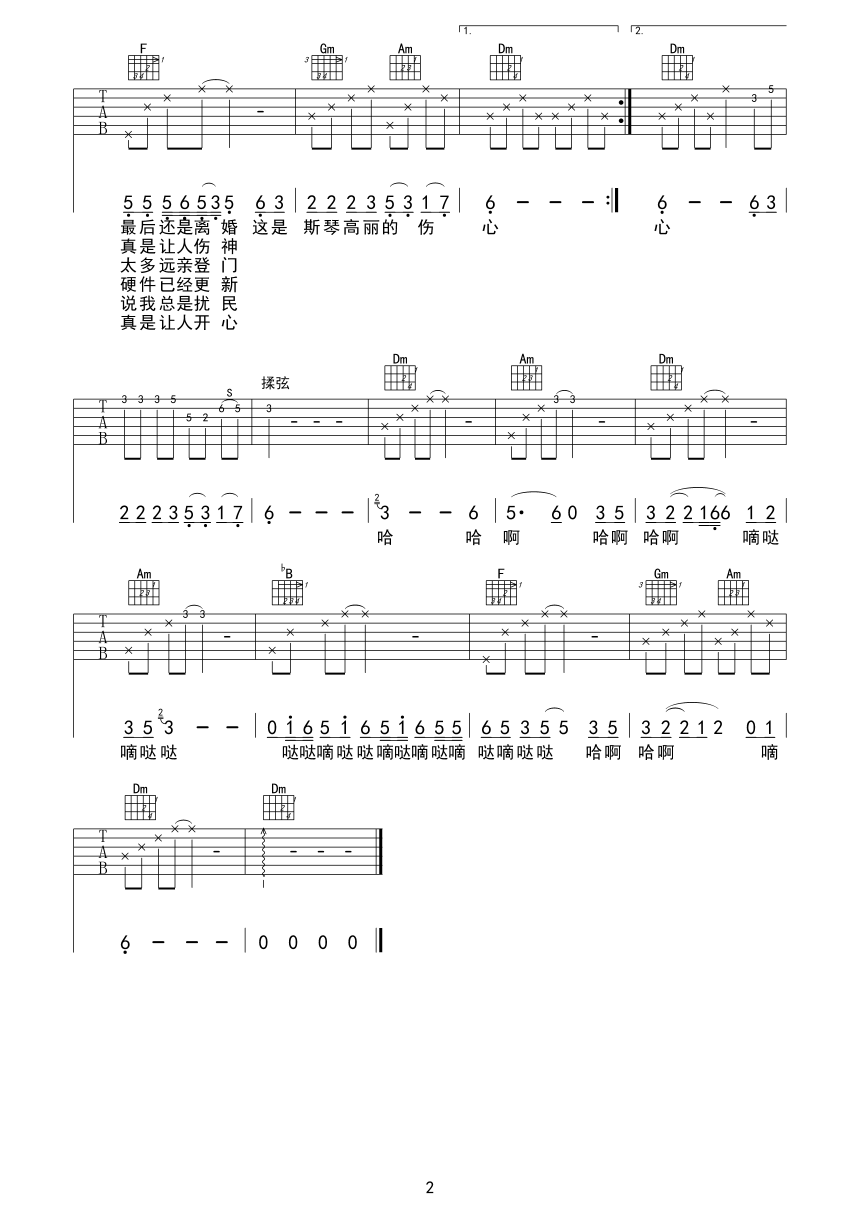 1. 2.
F Gm Am Dm Dm
T A B 3 5
5 5 5 6 5 3 5 6 3 2 2 2 3 5 3 1 7 6 - - - 6 - - 6 3
最后还是离 婚 这是 斯琴高丽的 伤 心 心
真是让人伤 神
太多远亲登 门
硬件已经更 新
说我总是扰 民
真是让人开 心
揉弦 Dm Am Dm
S
T A B 3 3 3 5 5 2 6 5 3 - - - - 3 3 - -
2 2 2 3 5 3 1 7 6 - - - 2 3 - - 6 5· 6 0 3 5 3 2 2 1 6 6 1 2
哈 哈 啊 哈啊 哈啊 嘀哒
Am ♭B F Gm Am
T A B 3 3 - - -
3 5 2 3 - - 0 1 6 5 1 6 5 1 6 5 5 6 5 3 5 5 3 5 3 2 2 1 2 0 1
嘀哒哒 哒哒嘀哒哒嘀哒嘀哒嘀 哒嘀哒哒 哈啊 哈啊 嘀
Dm Dm
T A B - - - -
6 - - - 0 0 0 0
2